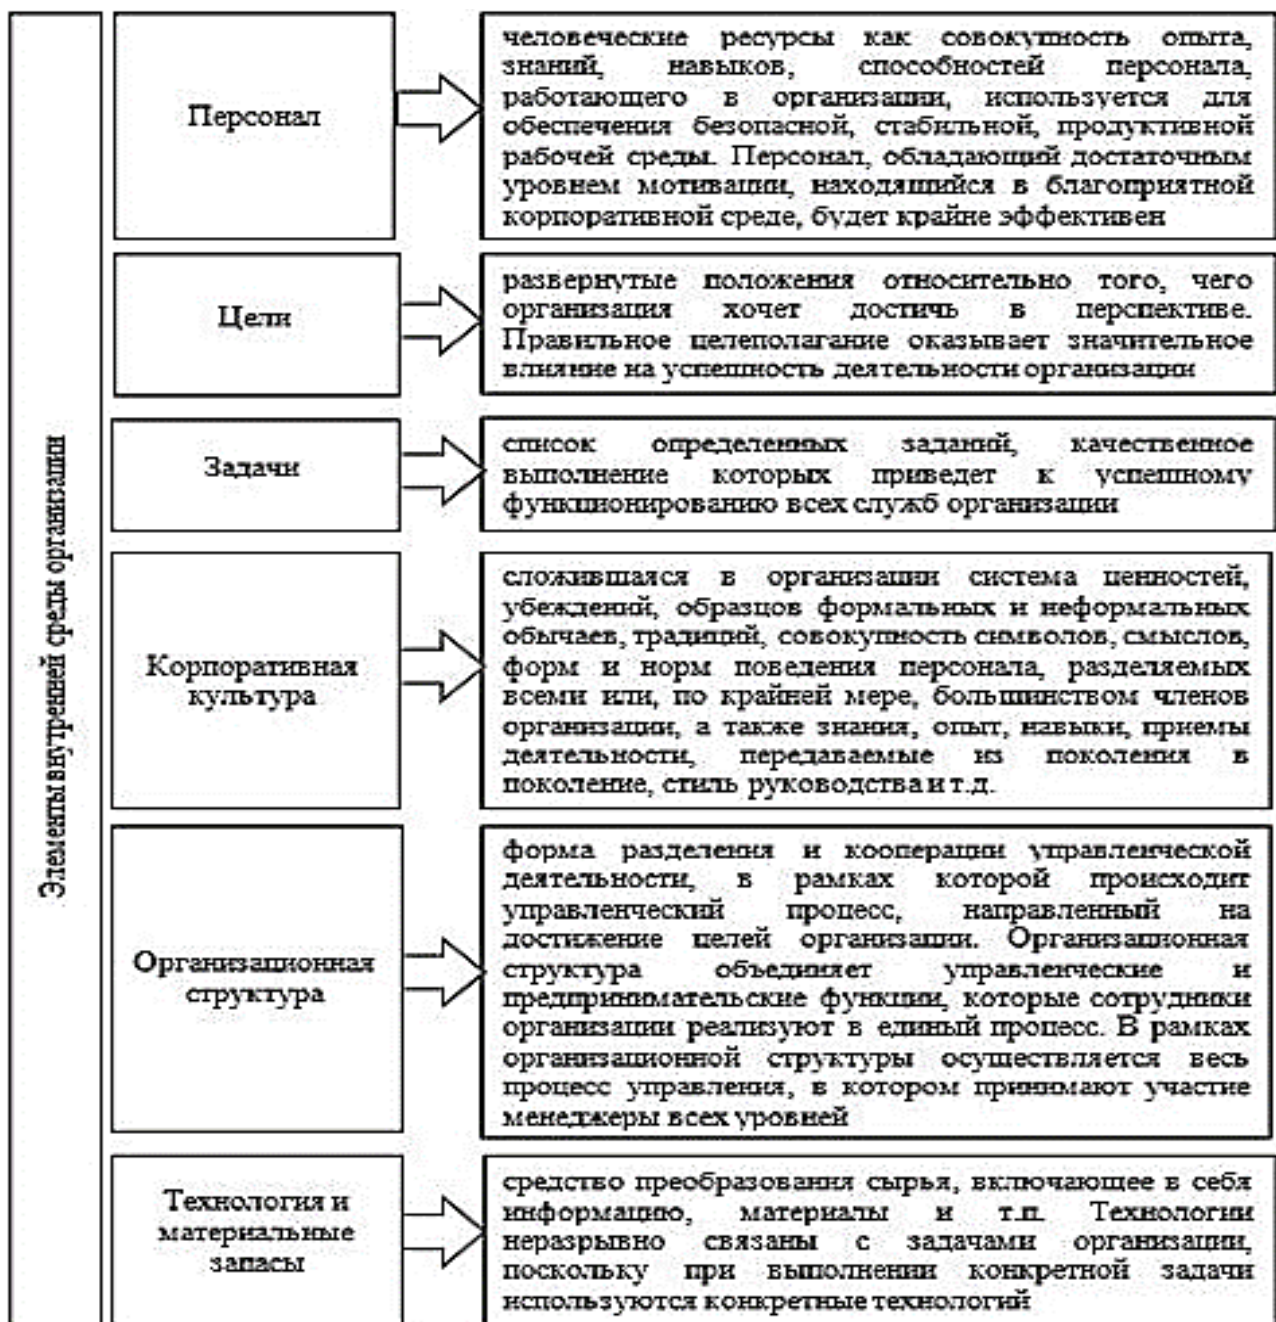 Элементы внутренней среды организации
Персонал
человеческие ресурсы как совокупность опыта,
знаний, навыков, способностей персонала,
работающего в организации, используется для
обеспечения безопасной, стабильной, продуктивной
рабочей среды. Персонал, обладающий достаточным
уровнем мотивации, находящийся в благоприятной
корпоративной среде, будет крайне эффективен
Цели
развернутые положения относительно того, чего
организация хочет достичь в перспективе.
Правильное целеполагание оказывает значительное
влияние на успешность деятельности организации
Задачи
список определенных заданий, качественное
выполнение которых приведет к успешному
функционированию всех служб организации
Корпоративная
культура
сложившаяся в организации система ценностей,
убеждений, образцов формальных и неформальных
обычаев, традиций, совокупность символов, смыслов,
форм и норм поведения персонала, разделяемых
всеми или, по крайней мере, большинством членов
организации, а также знания, опыт, навыки, приемы
деятельности, передаваемые из поколения в
поколение, стиль руководства и т.д.
Организационная
структура
форма разделения и кооперации управленческой
деятельности, в рамках которой происходит
управленческий процесс, направленный на
достижение целей организации. Организационная
структура объединяет управленческие и
предпринимательские функции, которые сотрудники
организации реализуют в единый процесс. В рамках
организационной структуры осуществляется весь
процесс управления, в котором принимают участие
менеджеры всех уровней
Технология и
материальные
запасы
средство преобразования сырья, включающее в себя
информацию, материалы и т.п. Технологии
неразрывно связаны с задачами организации,
поскольку при выполнении конкретной задачи
используются конкретные технологий